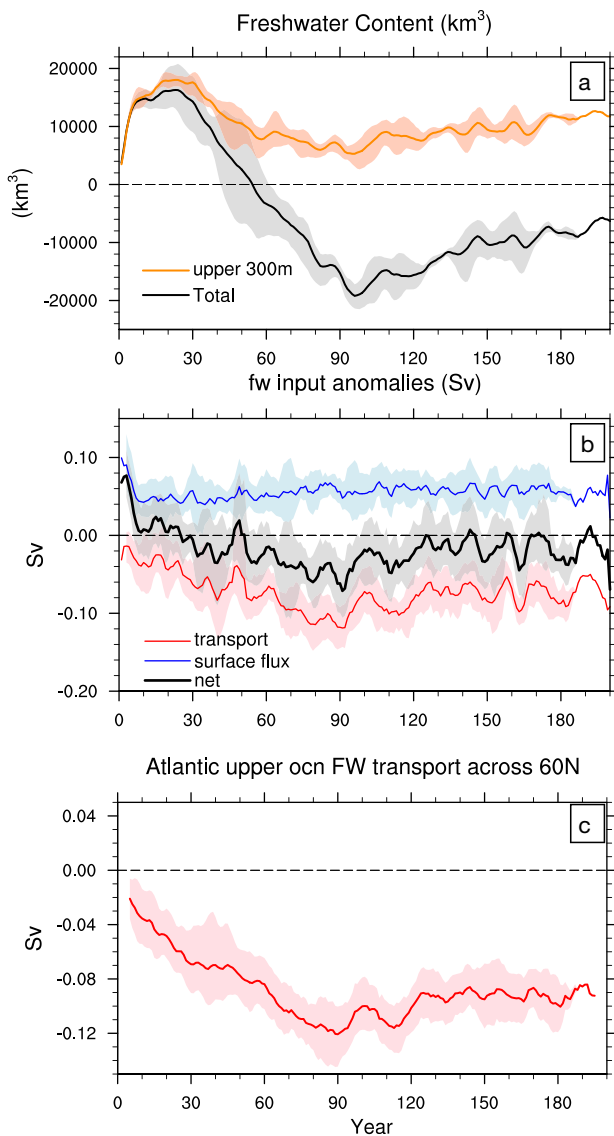 Freshwater Content (km³)
a
20000
10000
0
-10000
-20000
(km³)
upper 300m
Total
0 30 60 90 120 150 180
fw input anomalies (Sv)
b
0.10
0.00
-0.10
-0.20
Sv
transport
surface flux
net
0 30 60 90 120 150 180
Atlantic upper ocn FW transport across 60N
c
0.04
0.00
-0.04
-0.08
-0.12
Sv
0 30 60 90 120 150 180
Year